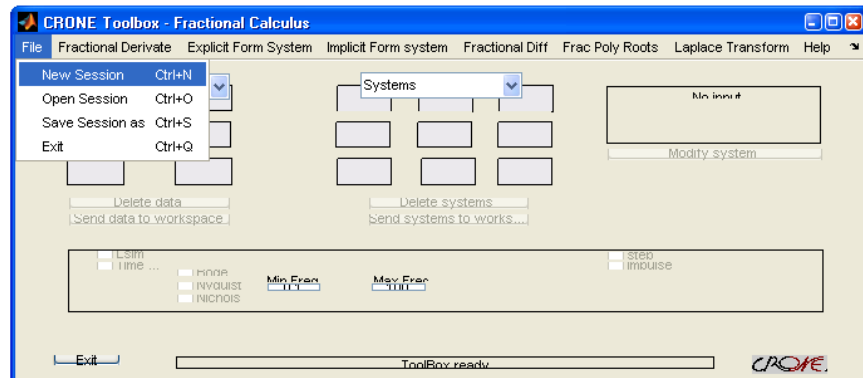 CRONE Toolbox - Fractional Calculus
File Fractional Derivate Explicit Form System Implicit Form system Fractional Diff Frac Poly Roots Laplace Transform Help
New Session Ctrl+N
Open Session Ctrl+O
Save Session as Ctrl+S
Exit Ctrl+Q
Systems
No input
Modify system
Delete data
Send data to workspace
Delete systems
Send systems to works...
Lsim
Time ...
Bode
Nyquist
Nichols
Min Freq
Max Freq
100
step
impulse
Exit
ToolBox ready
CRONE